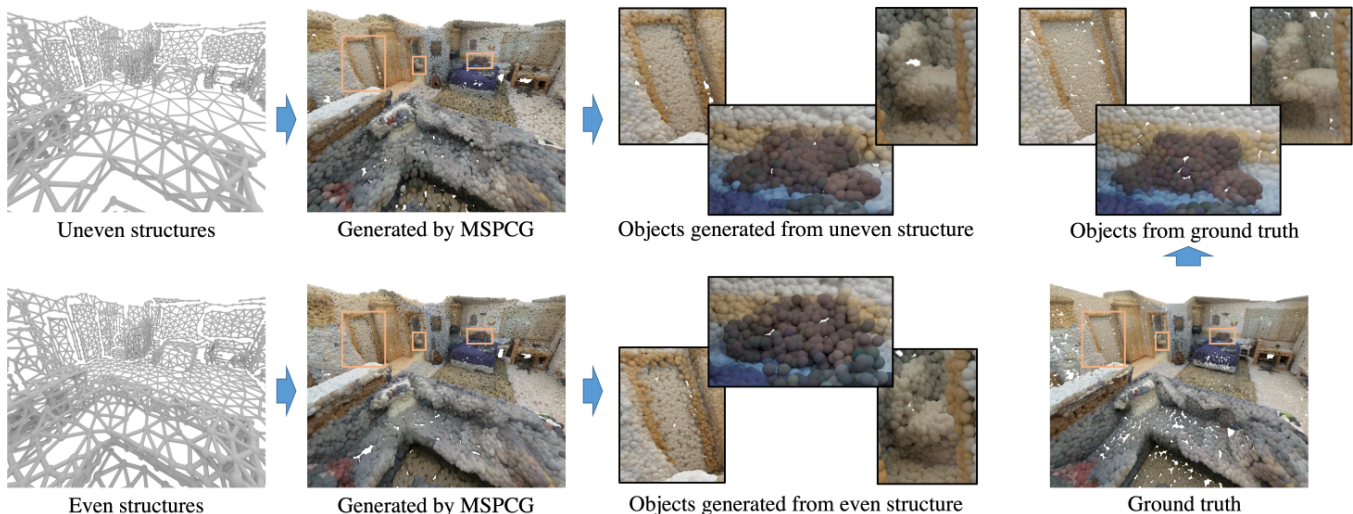 Uneven structures
Generated by MSPCG
Objects generated from uneven structure
Objects from ground truth
Even structures
Generated by MSPCG
Objects generated from even structure
Ground truth